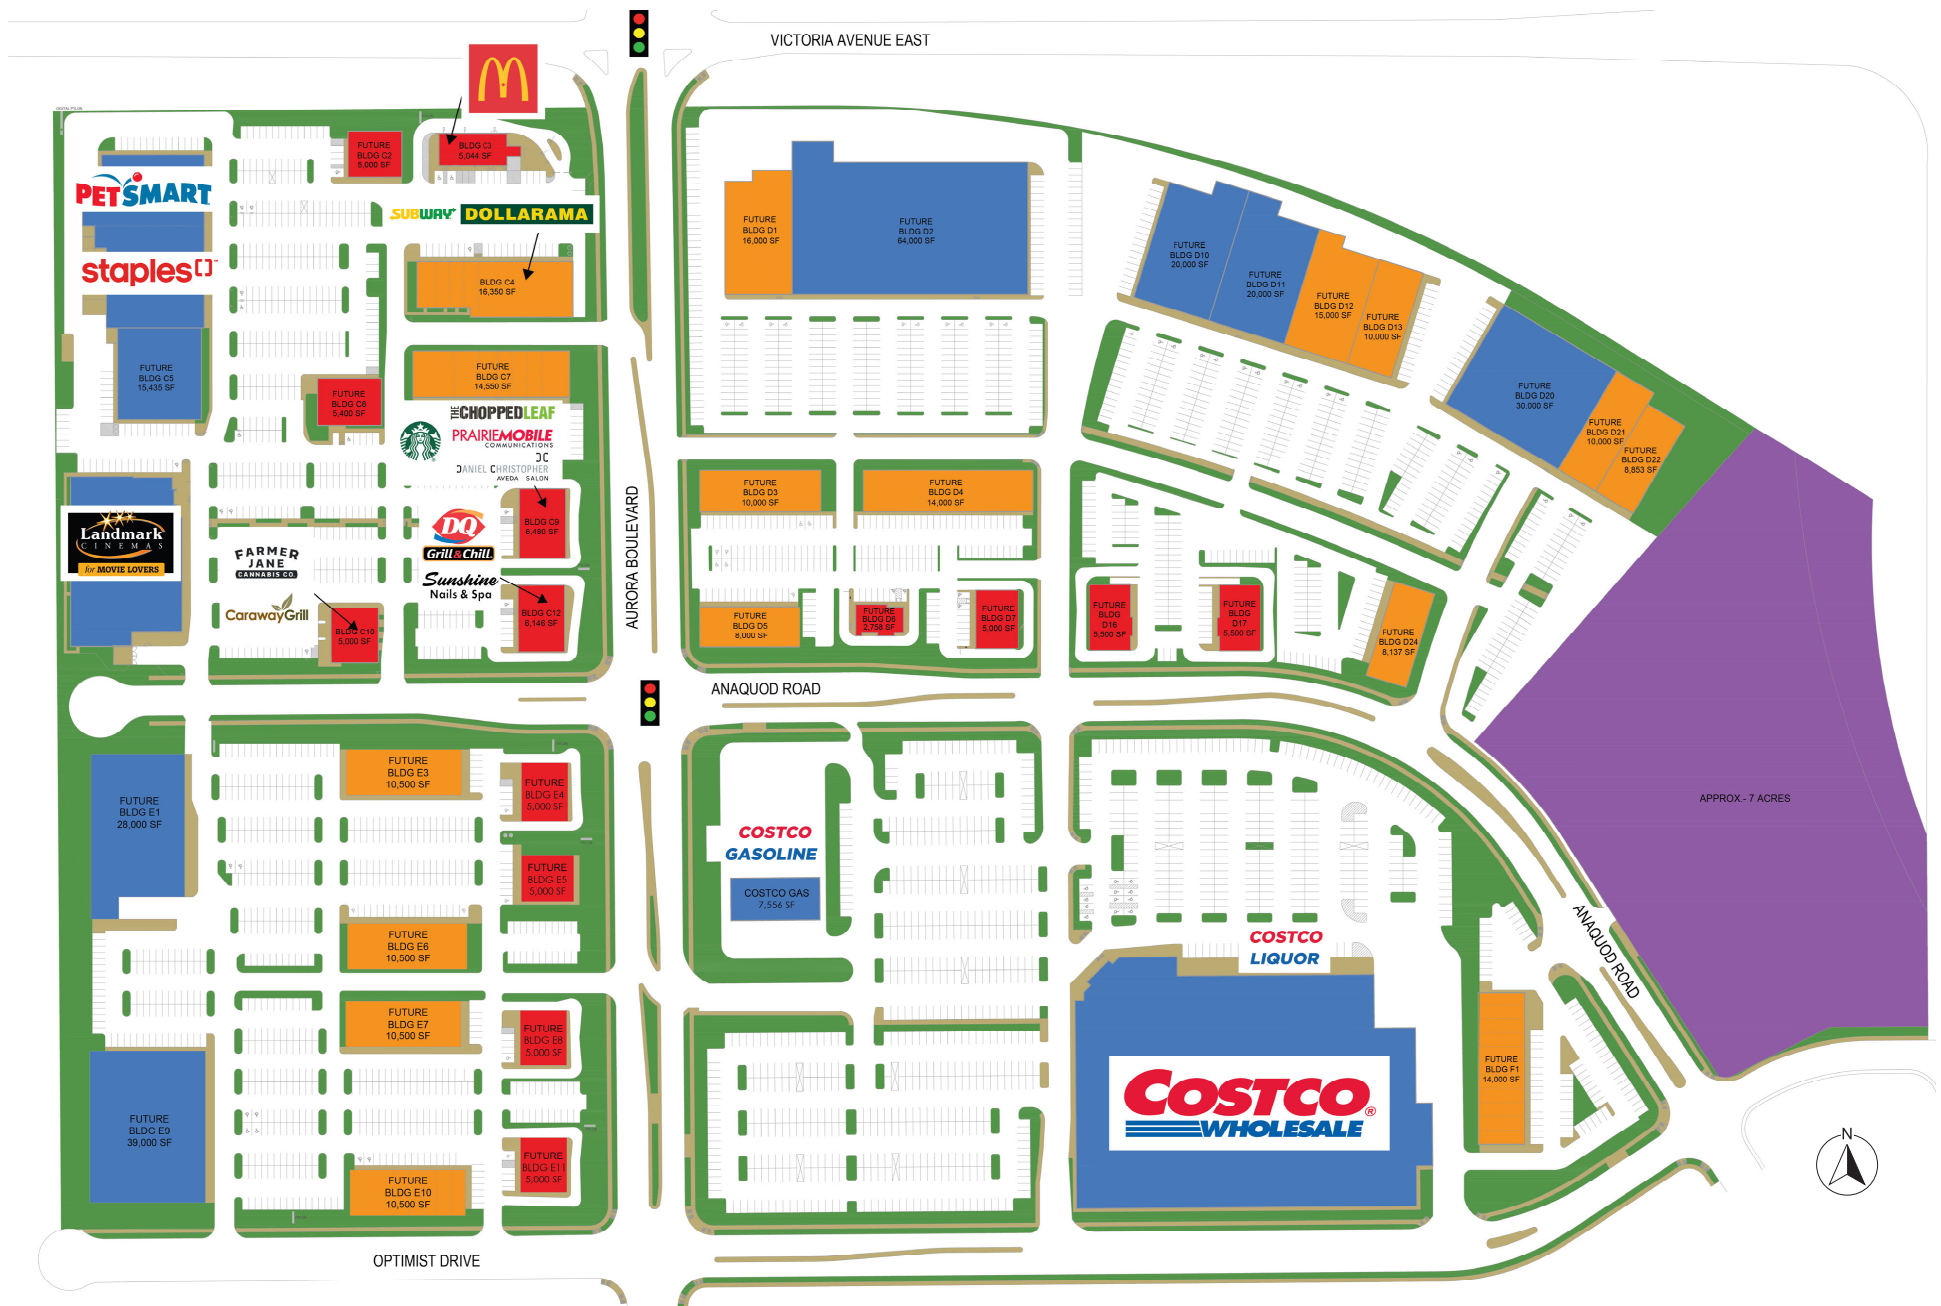 VICTORIA AVENUE EAST
FUTURE
BLDG C2
5,000 SF
BLDG C3
5,044 SF
PETSMART
SUBWAY
DOLLARAMA
staples
BLDG C4
16,350 SF
FUTURE
BLDG C5
15,435 SF
FUTURE
BLDG C7
14,550 SF
FUTURE
BLDG C6
5,400 SF
THE CHOPPED LEAF
PRAIRIEMOBILE
COMMUNICATIONS
DANIEL CHRISTOPHER
AVEDA SALON
BLDG C9
6,480 SF
Landmark
CINEMAS
for MOVIE LOVERS
FARMER
JANE
CANNABIS CO.
DQ
Grill&Chill
Sunshine
Nails & Spa
CarawayGrill
BLDG C10
5,000 SF
BLDG C12
6,146 SF
AURORA BOULEVARD
FUTURE
BLDG D1
16,000 SF
FUTURE
BLDG D2
64,000 SF
FUTURE
BLDG D10
20,000 SF
FUTURE
BLDG D11
20,000 SF
FUTURE
BLDG D12
15,000 SF
FUTURE
BLDG D13
10,000 SF
FUTURE
BLDG D20
30,000 SF
FUTURE
BLDG D21
10,000 SF
FUTURE
BLDG D22
8,853 SF
FUTURE
BLDG D3
10,000 SF
FUTURE
BLDG D4
14,000 SF
FUTURE
BLDG D5
8,000 SF
FUTURE
BLDG D6
2,758 SF
FUTURE
BLDG D7
5,000 SF
FUTURE
BLDG
D16
5,500 SF
FUTURE
BLDG
D17
5,500 SF
FUTURE
BLDG D24
8,137 SF
ANAQUOD ROAD
APPROX.- 7 ACRES
FUTURE
BLDG E1
28,000 SF
FUTURE
BLDG E3
10,500 SF
FUTURE
BLDG E4
5,000 SF
FUTURE
BLDG E5
5,000 SF
FUTURE
BLDG E6
10,500 SF
FUTURE
BLDG E7
10,500 SF
FUTURE
BLDG E8
5,000 SF
FUTURE
BLDG E9
39,000 SF
FUTURE
BLDG E10
10,500 SF
FUTURE
BLDG E11
5,000 SF
COSTCO
GASOLINE
COSTCO GAS
7,556 SF
COSTCO
LIQUOR
ANAQUOD ROAD
COSTCO
WHOLESALE
FUTURE
BLDG F1
14,000 SF
N
OPTIMIST DRIVE